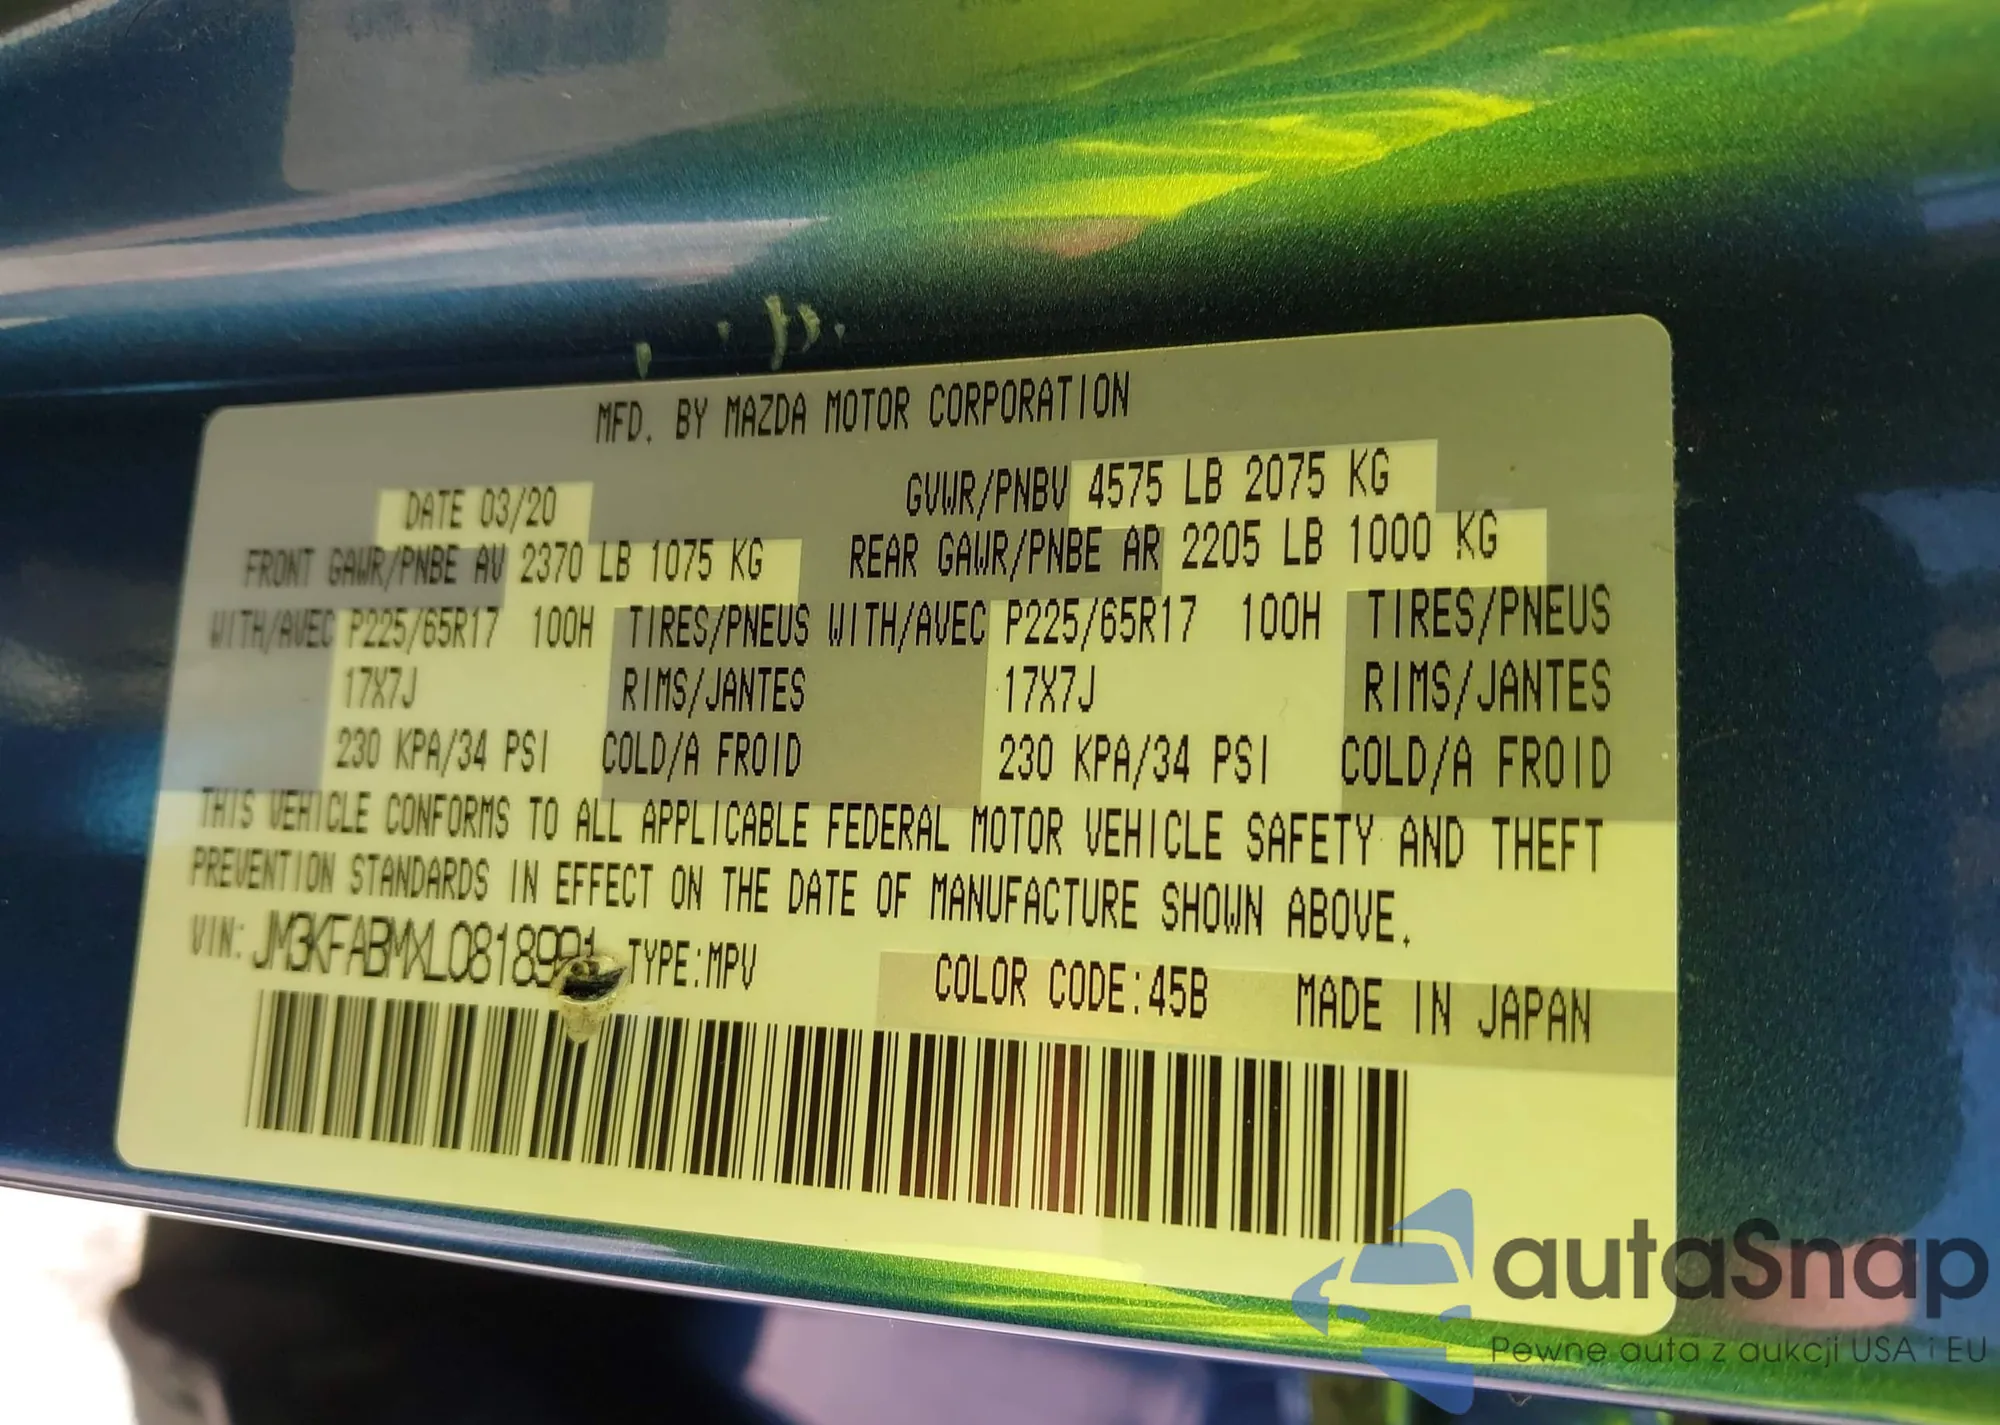 MFD. BY MAZDA MOTOR CORPORATION
DATE 03/20 GVWR/PNBV 4575 LB 2075 KG
FRONT GAWR/PNBE AV 2370 LB 1075 KG REAR GAWR/PNBE AR 2205 LB 1000 KG
WITH/AVEC P225/65R17 100H TIRES/PNEUS WITH/AVEC P225/65R17 100H TIRES/PNEUS
17X7J RIMS/JANTES 17X7J RIMS/JANTES
230 KPA/34 PSI COLD/A FROID 230 KPA/34 PSI COLD/A FROID
THIS VEHICLE CONFORMS TO ALL APPLICABLE FEDERAL MOTOR VEHICLE SAFETY AND THEFT
PREVENTION STANDARDS IN EFFECT ON THE DATE OF MANUFACTURE SHOWN ABOVE.
VIN: TYPE:MPV COLOR CODE:45B MADE IN JAPAN
autaSnap
Pewne auta z aukcji USA i EU